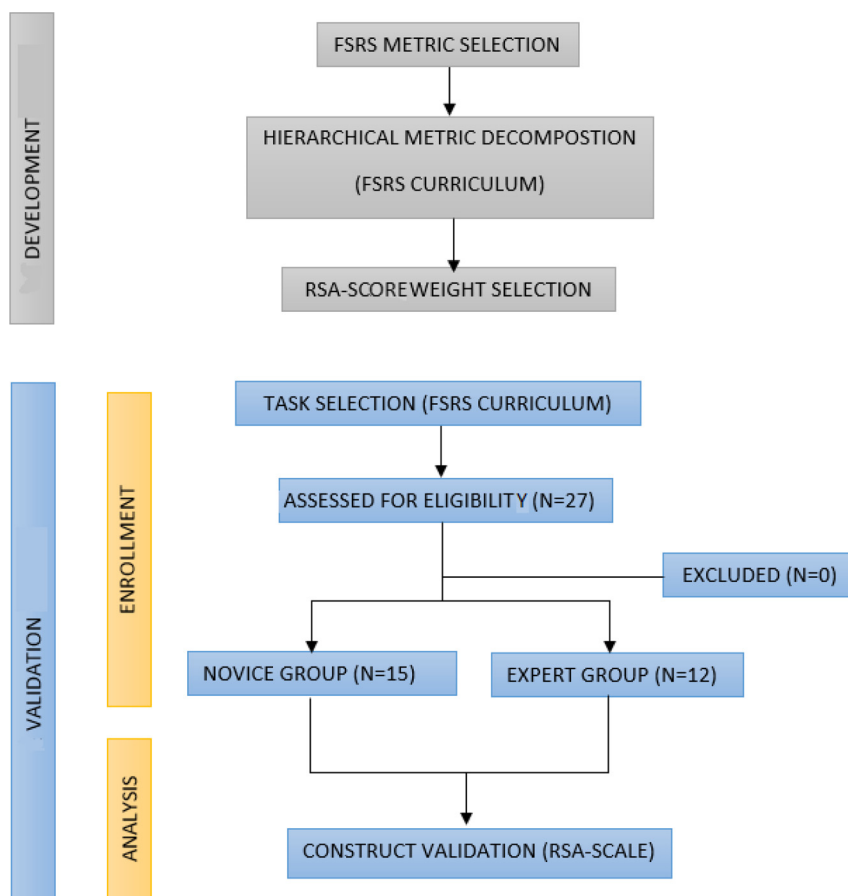 DEVELOPMENT
FSRS METRIC SELECTION
HIERARCHICAL METRIC DECOMPOSTION
(FSRS CURRICULUM)
RSA-SCOREWEIGHT SELECTION
VALIDATION
ENROLLMENT
TASK SELECTION (FSRS CURRICULUM)
ASSESSED FOR ELIGIBILITY (N=27)
EXCLUDED (N=0)
NOVICE GROUP (N=15)
EXPERT GROUP (N=12)
ANALYSIS
CONSTRUCT VALIDATION (RSA-SCALE)